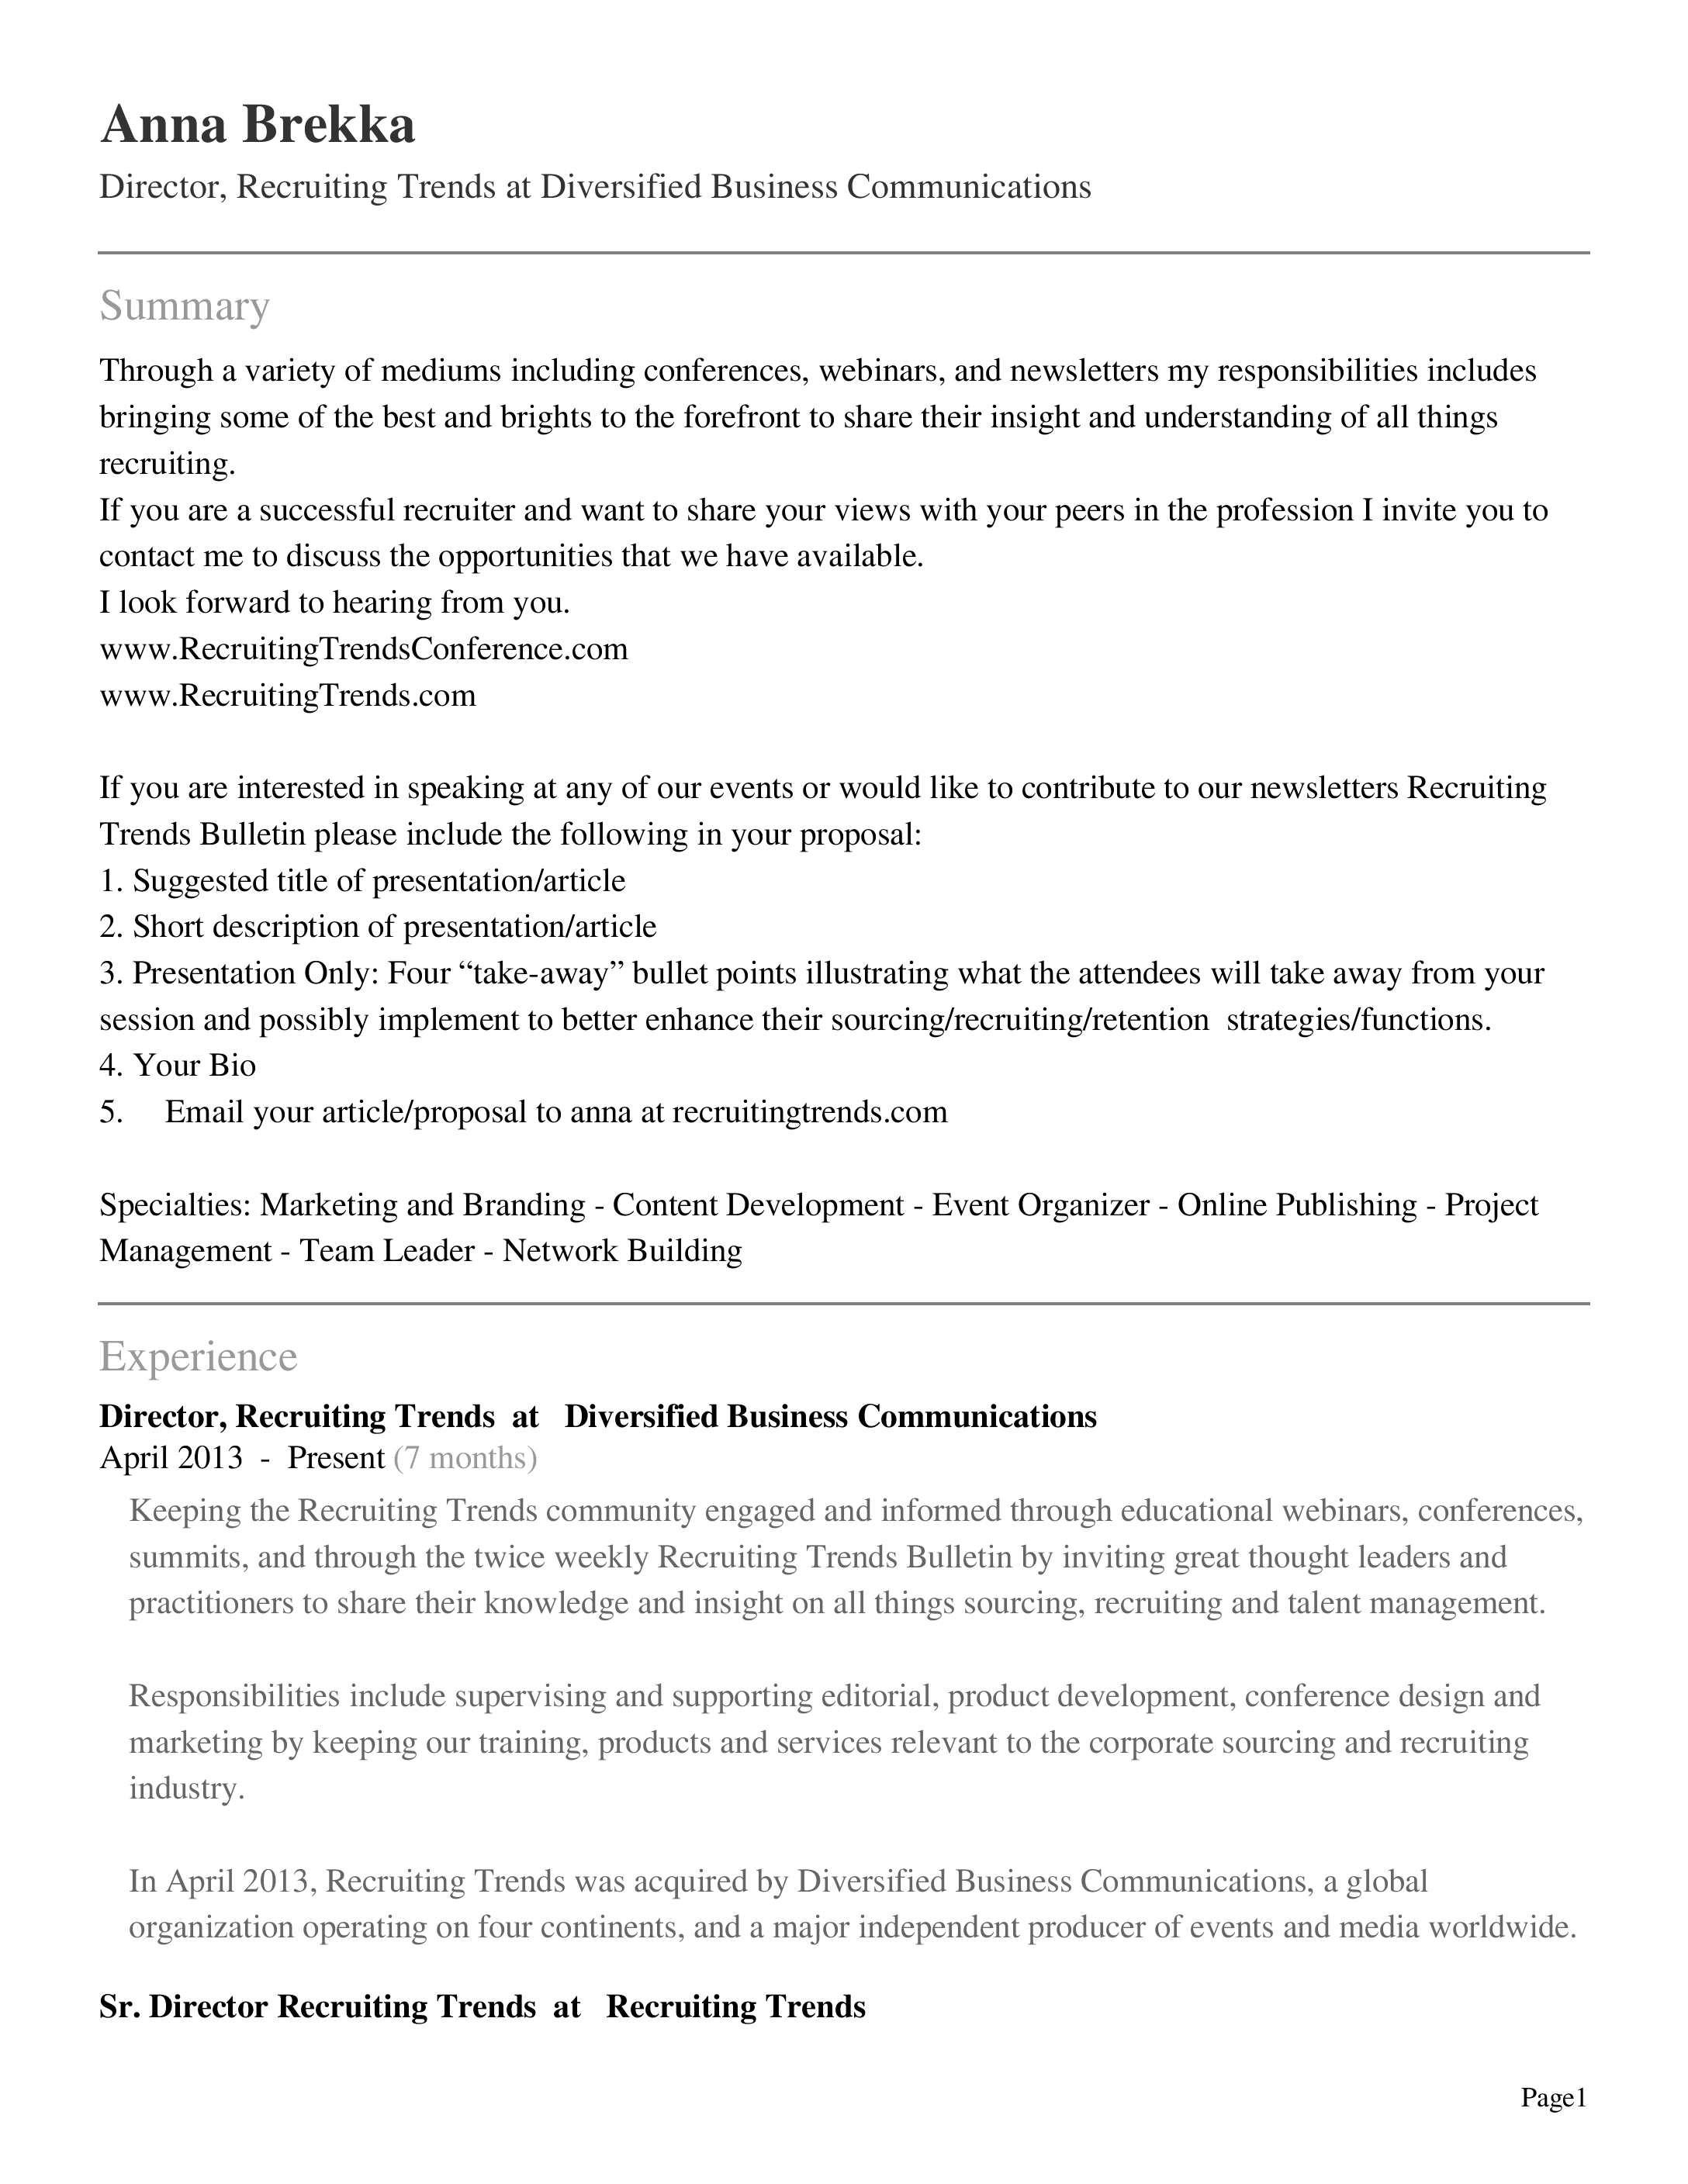 Anna Brekka
Director, Recruiting Trends at Diversified Business Communications
Summary
Through a variety of mediums including conferences, webinars, and newsletters my responsibilities includes
bringing some of the best and brights to the forefront to share their insight and understanding of all things
recruiting.
If you are a successful recruiter and want to share your views with your peers in the profession I invite you to
contact me to discuss the opportunities that we have available.
I look forward to hearing from you.
www.RecruitingTrendsConference.com
www.RecruitingTrends.com
If you are interested in speaking at any of our events or would like to contribute to our newsletters Recruiting
Trends Bulletin please include the following in your proposal:
1. Suggested title of presentation/article
2. Short description of presentation/article
3. Presentation Only: Four “take-away” bullet points illustrating what the attendees will take away from your
session and possibly implement to better enhance their sourcing/recruiting/retention  strategies/functions.
4. Your Bio
5.     Email your article/proposal to anna at recruitingtrends.com
Specialties: Marketing and Branding - Content Development - Event Organizer - Online Publishing - Project
Management - Team Leader - Network Building
Experience
Director, Recruiting Trends  at   Diversified Business Communications
April 2013  -  Present (7 months)
Keeping the Recruiting Trends community engaged and informed through educational webinars, conferences,
summits, and through the twice weekly Recruiting Trends Bulletin by inviting great thought leaders and
practitioners to share their knowledge and insight on all things sourcing, recruiting and talent management.
Responsibilities include supervising and supporting editorial, product development, conference design and
marketing by keeping our training, products and services relevant to the corporate sourcing and recruiting
industry.
In April 2013, Recruiting Trends was acquired by Diversified Business Communications, a global
organization operating on four continents, and a major independent producer of events and media worldwide.
Sr. Director Recruiting Trends  at   Recruiting Trends
Page1